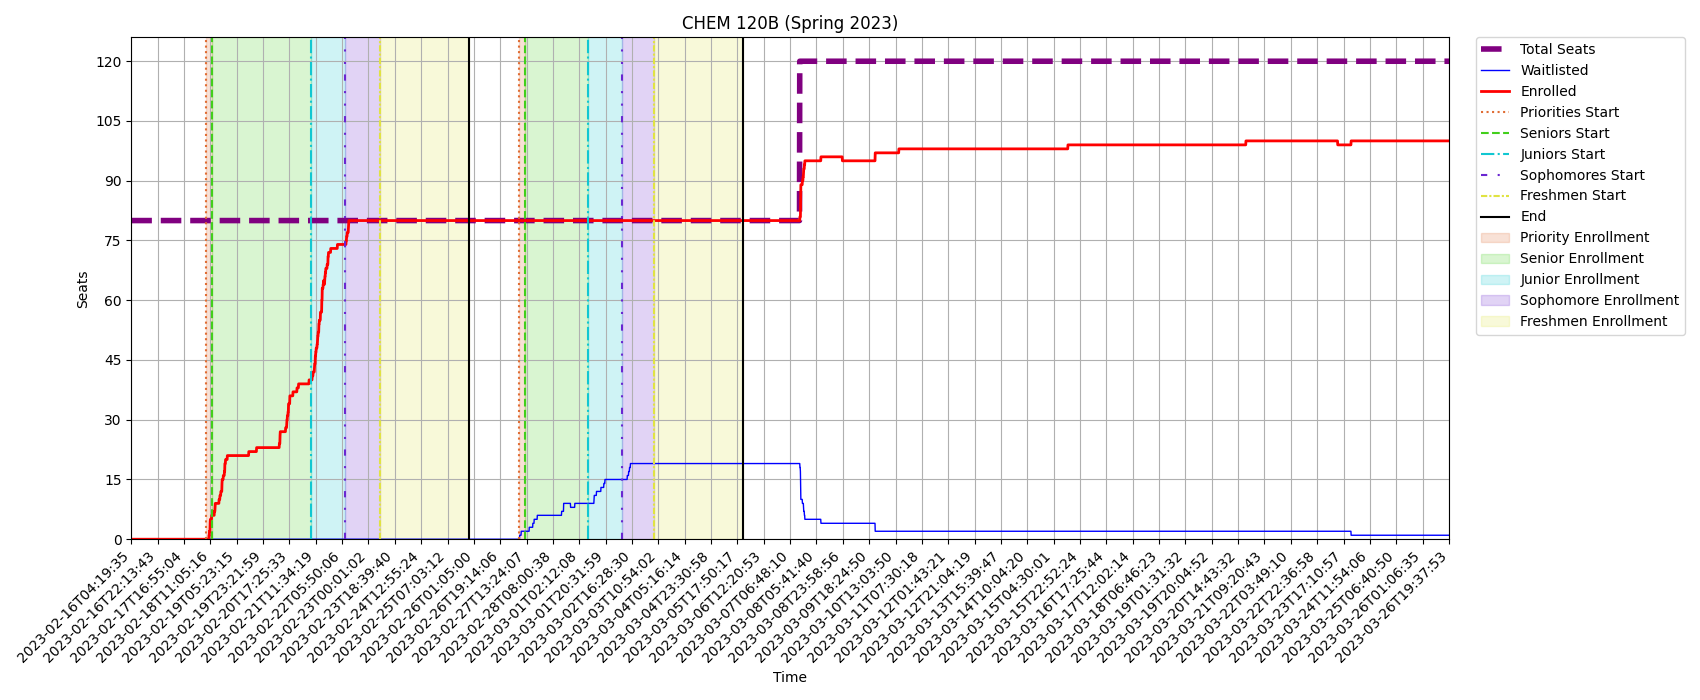 CHEM 120B (Spring 2023)
Seats
0
15
30
45
60
75
90
105
120
Total Seats
Waitlisted
Enrolled
Priorities Start
Seniors Start
Juniors Start
Sophomores Start
Freshmen Start
End
Priority Enrollment
Senior Enrollment
Junior Enrollment
Sophomore Enrollment
Freshmen Enrollment
2023-02-16T04:19:35
2023-02-16T22:13:43
2023-02-17T16:55:04
2023-02-18T11:05:16
2023-02-19T05:23:15
2023-02-19T23:21:59
2023-02-20T17:25:33
2023-02-21T11:34:19
2023-02-22T05:50:06
2023-02-23T00:01:02
2023-02-23T18:39:40
2023-02-24T12:55:24
2023-02-25T07:03:12
2023-02-26T01:05:00
2023-02-26T19:14:06
2023-02-27T13:24:07
2023-02-28T08:00:38
2023-03-01T02:12:08
2023-03-01T20:31:59
2023-03-02T16:28:30
2023-03-03T10:54:02
2023-03-04T05:16:14
2023-03-04T23:30:58
2023-03-05T17:50:17
2023-03-06T12:20:53
2023-03-07T06:48:10
2023-03-08T05:41:40
2023-03-08T23:58:56
2023-03-09T18:24:50
2023-03-10T13:03:50
2023-03-11T07:30:18
2023-03-12T01:43:21
2023-03-12T21:04:19
2023-03-13T15:39:47
2023-03-14T10:04:20
2023-03-15T04:30:01
2023-03-15T22:52:24
2023-03-16T17:25:44
2023-03-17T12:02:14
2023-03-18T06:46:23
2023-03-19T01:31:32
2023-03-19T20:04:52
2023-03-20T14:43:32
2023-03-21T09:20:43
2023-03-22T03:49:10
2023-03-22T22:36:58
2023-03-23T17:10:57
2023-03-24T11:54:06
2023-03-25T06:40:50
2023-03-26T01:06:35
2023-03-26T19:37:53
Time